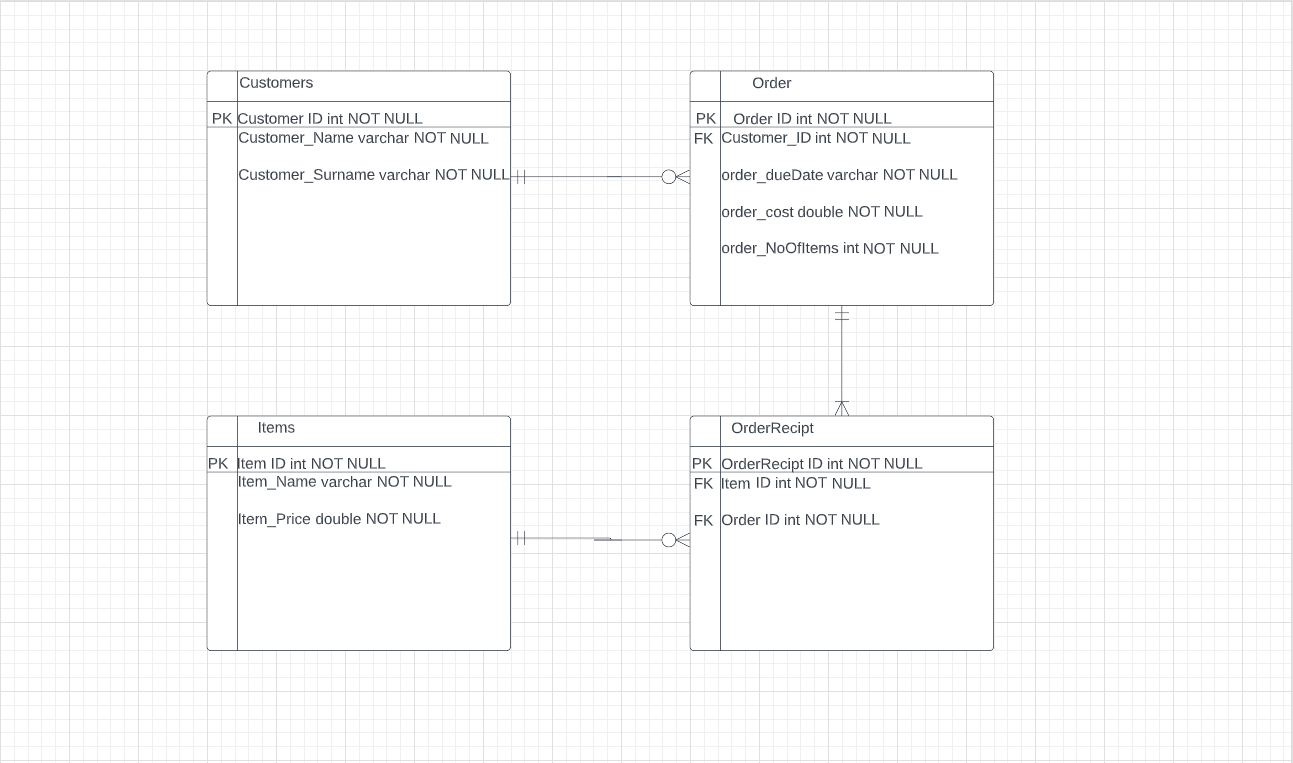 Customers
PK Customer ID int NOT NULL
Customer_Name varchar NOT NULL
Customer_Surname varchar NOT NULL
Order
PK Order ID int NOT NULL
FK Customer_ID int NOT NULL
order_dueDate varchar NOT NULL
order_cost double NOT NULL
order_NoOfItems int NOT NULL
Items
PK Item ID int NOT NULL
Item_Name varchar NOT NULL
Item_Price double NOT NULL
OrderRecipt
PK OrderRecipt ID int NOT NULL
FK Item ID int NOT NULL
FK Order ID int NOT NULL